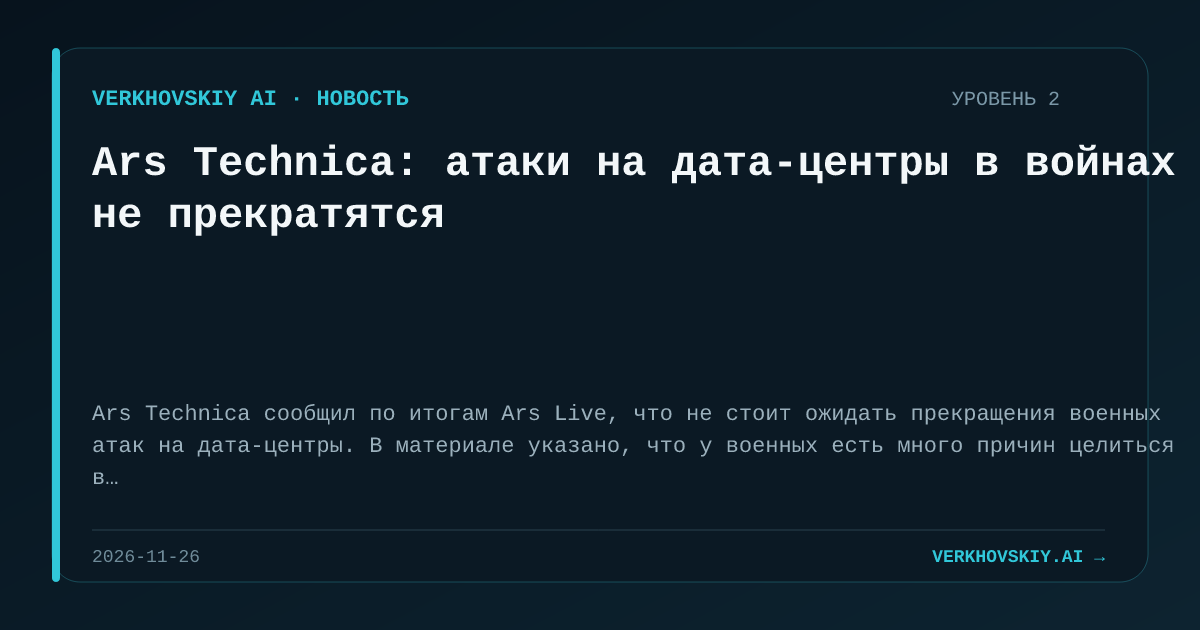 VERKHOVSKIY AI · НОВОСТЬ
УРОВЕНЬ 2
Ars Technica: атаки на дата-центры в войнах
не прекратятся
Ars Technica сообщил по итогам Ars Live, что не стоит ожидать прекращения военных
атак на дата-центры. В материале указано, что у военных есть много причин целиться
в…
2026-11-26
VERKHOVSKIY.AI →